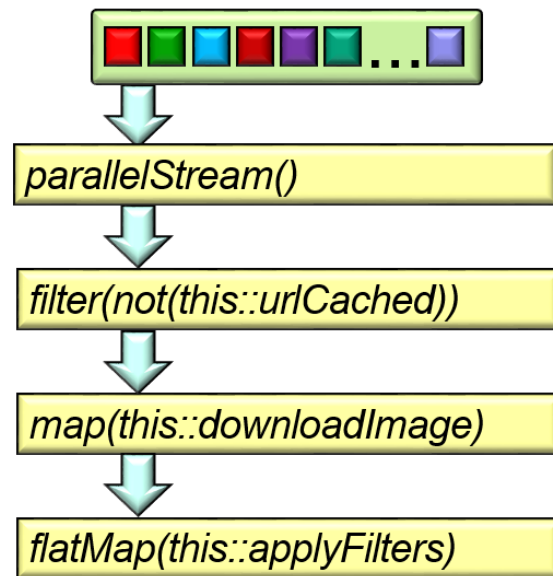 ...
parallelStream()
filter(not(this::urlCached))
map(this::downloadImage)
flatMap(this::applyFilters)